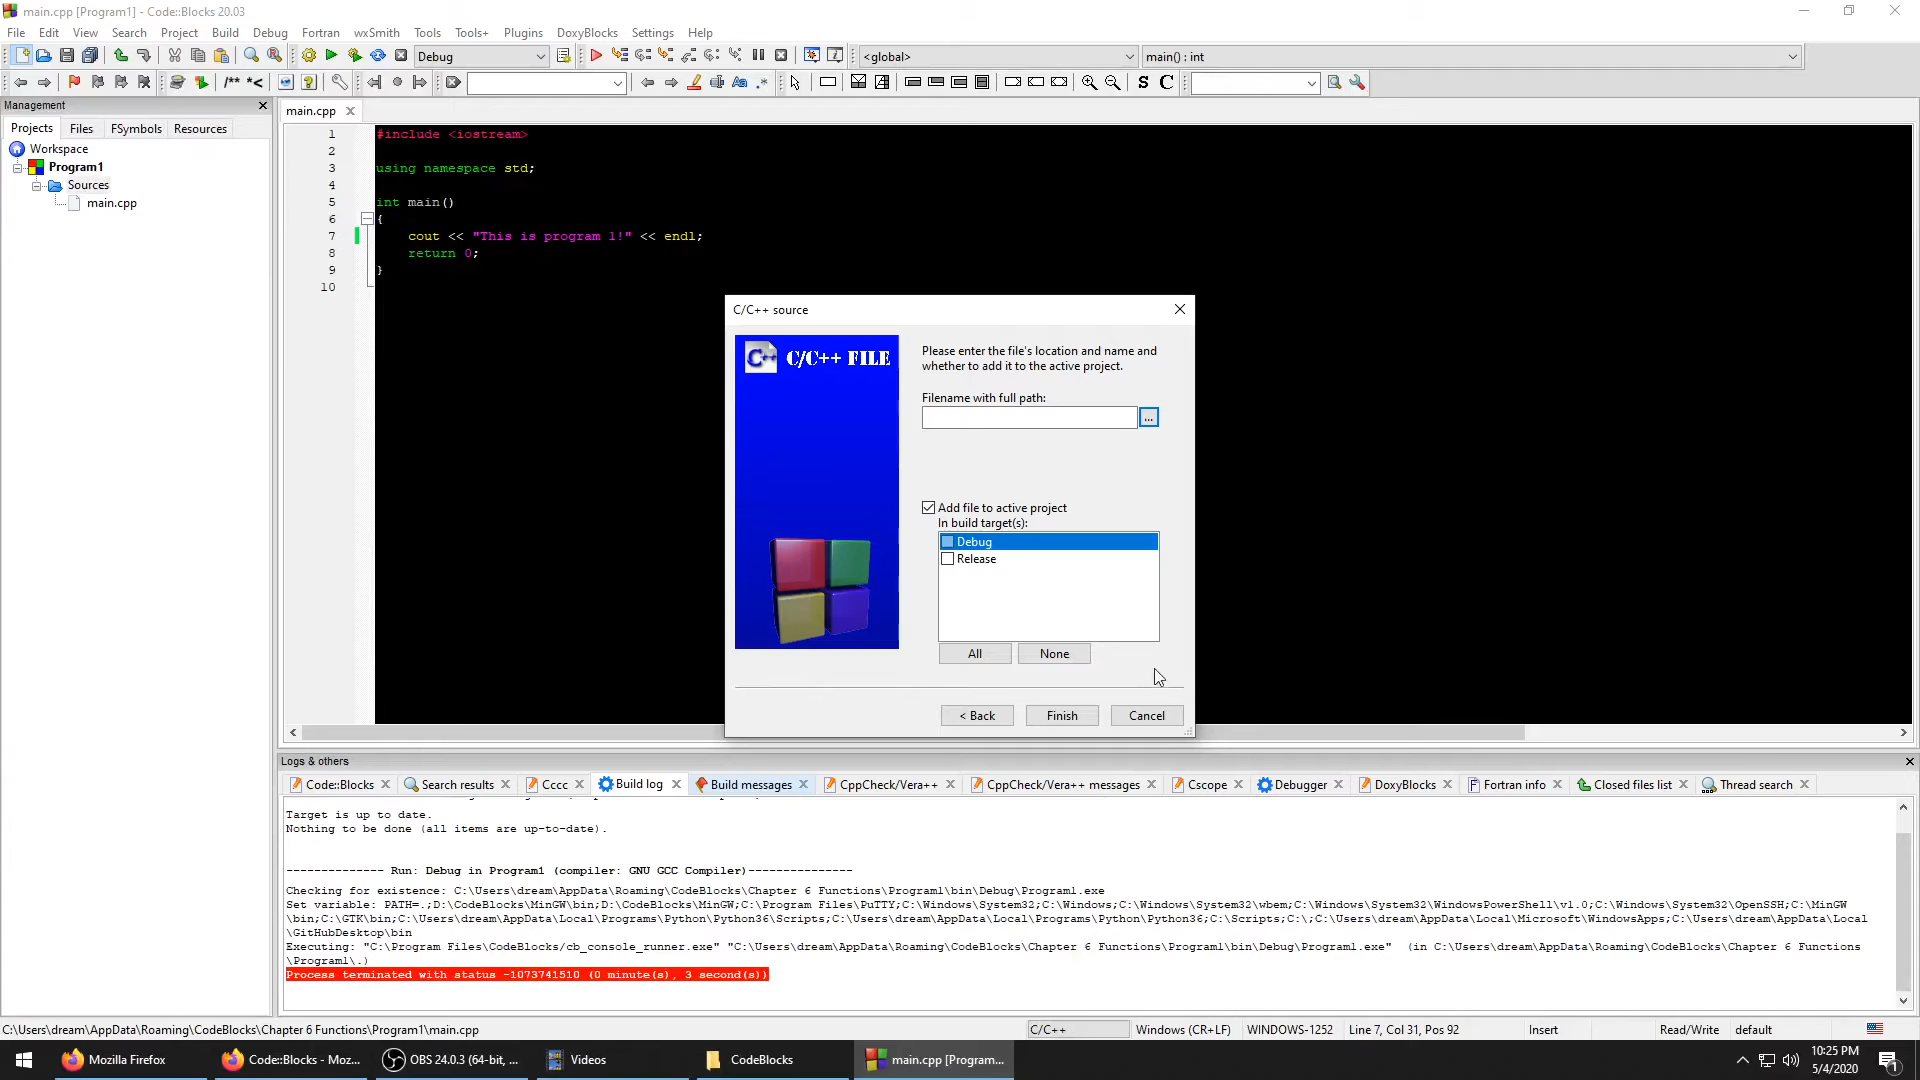 main.cpp [Program1] - Code::Blocks 20.03
File Edit View Search Project Build Debug Fortran wxSmith Tools Tools+ Plugins DoxyBlocks Settings Help
Debug <global> main() : int
/** *< Aa .* S C
Management
main.cpp
Projects Files FSymbols Resources
Workspace
Program1
Sources
main.cpp
1 #include <iostream>
2
3 using namespace std;
4
5 int main()
6 {
7 cout << "This is program 1!" << endl;
8 return 0;
9 }
10
C/C++ source
C++ C/C++ FILE
Please enter the file's location and name and
whether to add it to the active project.
Filename with full path:
...
Add file to active project
In build target(s):
Debug
Release
All None
< Back Finish Cancel
Logs & others
Code::Blocks Search results Cccc Build log Build messages CppCheck/Vera++ CppCheck/Vera++ messages Cscope Debugger DoxyBlocks Fortran info Closed files list Thread search
Target is up to date.
Nothing to be done (all items are up-to-date).
-------------- Run: Debug in Program1 (compiler: GNU GCC Compiler)---------------
Checking for existence: C:\Users\dream\AppData\Roaming\CodeBlocks\Chapter 6 Functions\Program1\bin\Debug\Program1.exe
Set variable: PATH=.;D:\CodeBlocks\MinGW\bin;D:\CodeBlocks\MinGW;C:\Program Files\PuTTY;C:\Windows\System32;C:\Windows;C:\Windows\System32\wbem;C:\Windows\System32\WindowsPowerShell\v1.0;C:\Windows\System32\OpenSSH;C:\MinGW
\bin;C:\GTK\bin;C:\Users\dream\AppData\Local\Programs\Python\Python36\Scripts;C:\Users\dream\AppData\Local\Programs\Python\Python36;C:\Scripts;C:\;C:\Users\dream\AppData\Local\Microsoft\WindowsApps;C:\Users\dream\AppData\Local
\GitHubDesktop\bin
Executing: "C:\Program Files\CodeBlocks/cb_console_runner.exe" "C:\Users\dream\AppData\Roaming\CodeBlocks\Chapter 6 Functions\Program1\bin\Debug\Program1.exe" (in C:\Users\dream\AppData\Roaming\CodeBlocks\Chapter 6 Functions
\Program1\.)
Process terminated with status -1073741510 (0 minute(s), 3 second(s))
C:\Users\dream\AppData\Roaming\CodeBlocks\Chapter 6 Functions\Program1\main.cpp C/C++ Windows (CR+LF) WINDOWS-1252 Line 7, Col 31, Pos 92 Insert Read/Write default
Mozilla Firefox Code::Blocks - Moz... OBS 24.0.3 (64-bit, ... Videos CodeBlocks main.cpp [Program...
10:25 PM
5/4/2020
1